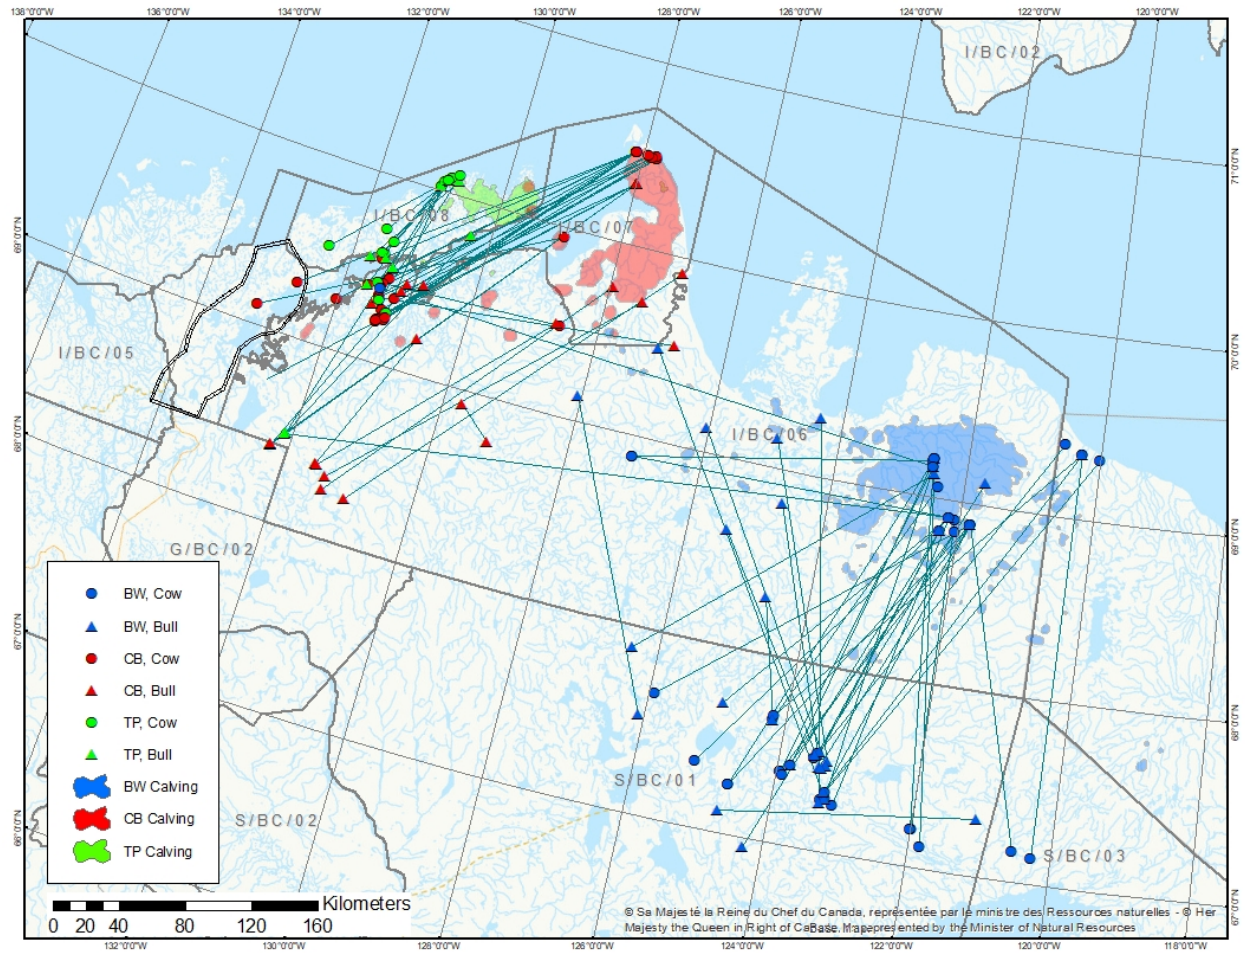 138°0'0"W 136°0'0"W 134°0'0"W 132°0'0"W 130°0'0"W 128°0'0"W 126°0'0"W 124°0'0"W 122°0'0"W 120°0'0"W
I/BC/02
71°0'0"N
I/BC/08
I/BC/07
69°0'0"N
I/BC/05
70°0'0"N
68°0'0"N
I/BC/06
69°0'0"N
G/BC/02
67°0'0"N
BW, Cow
BW, Bull
CB, Cow
CB, Bull
TP, Cow
TP, Bull
BW Calving
CB Calving
TP Calving
68°0'0"N
S/BC/01
S/BC/02
66°0'0"N
S/BC/03
Kilometers
0 20 40 80 120 160
67°0'0"N
© Sa Majesté la Reine du Chef du Canada, représentée par le ministre des Ressources naturelles - © Her
Majesty the Queen in Right of Canada, represented by the Minister of Natural Resources
132°0'0"W 130°0'0"W 128°0'0"W 126°0'0"W 124°0'0"W 122°0'0"W 120°0'0"W 118°0'0"W